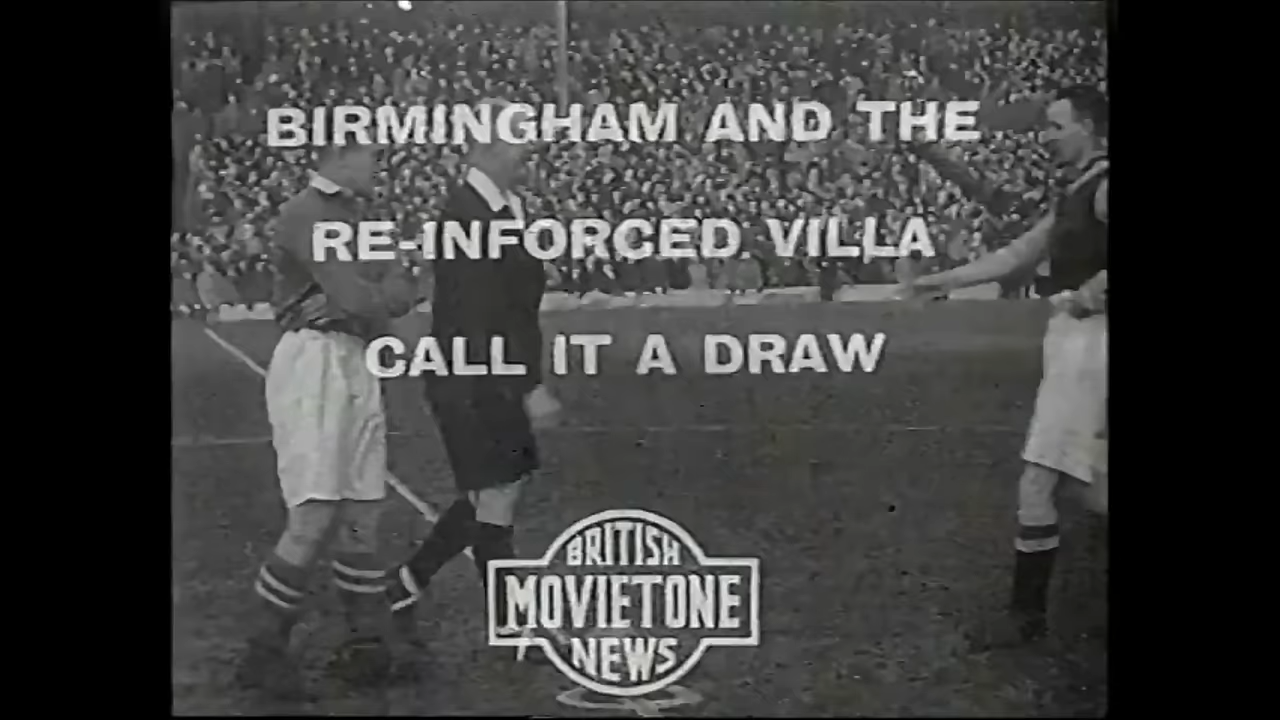 BIRMINGHAM AND THE
RE-INFORCED VILLA
CALL IT A DRAW
BRITISH
MOVIETONE
NEWS